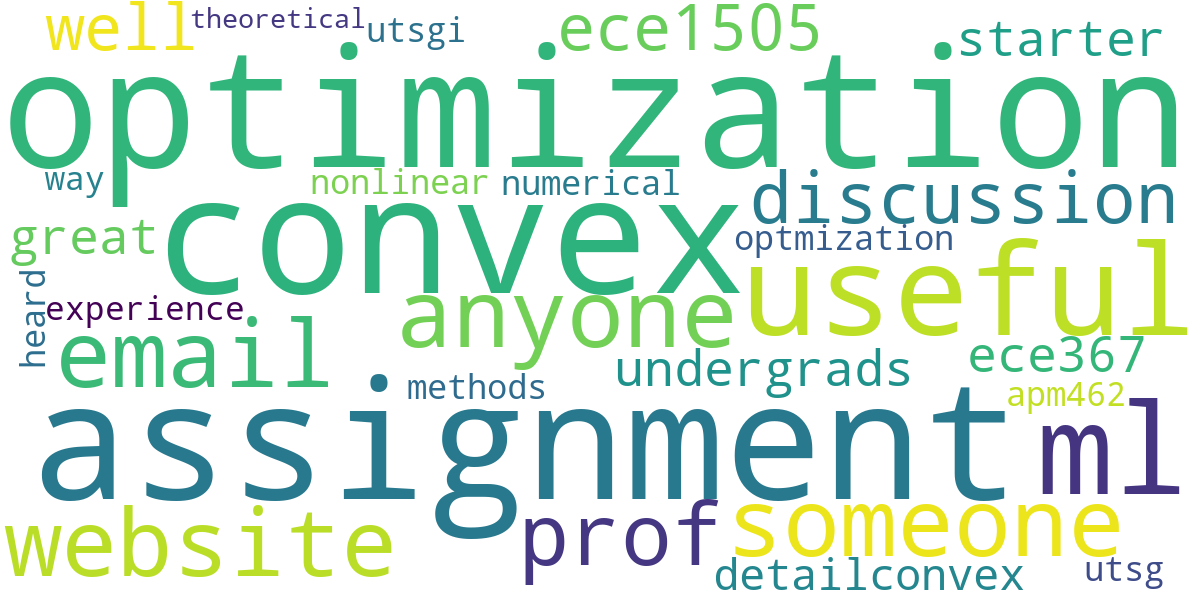 theoretical
well
utsgi
ece1505
starter
optimization
way
nonlinear
numerical
discussion
convex
great
optmization
useful
heard
experience
anyone
email
undergrads
ece367
methods
apm462
assignment
ml
website
prof
someone
detailconvex
utsg